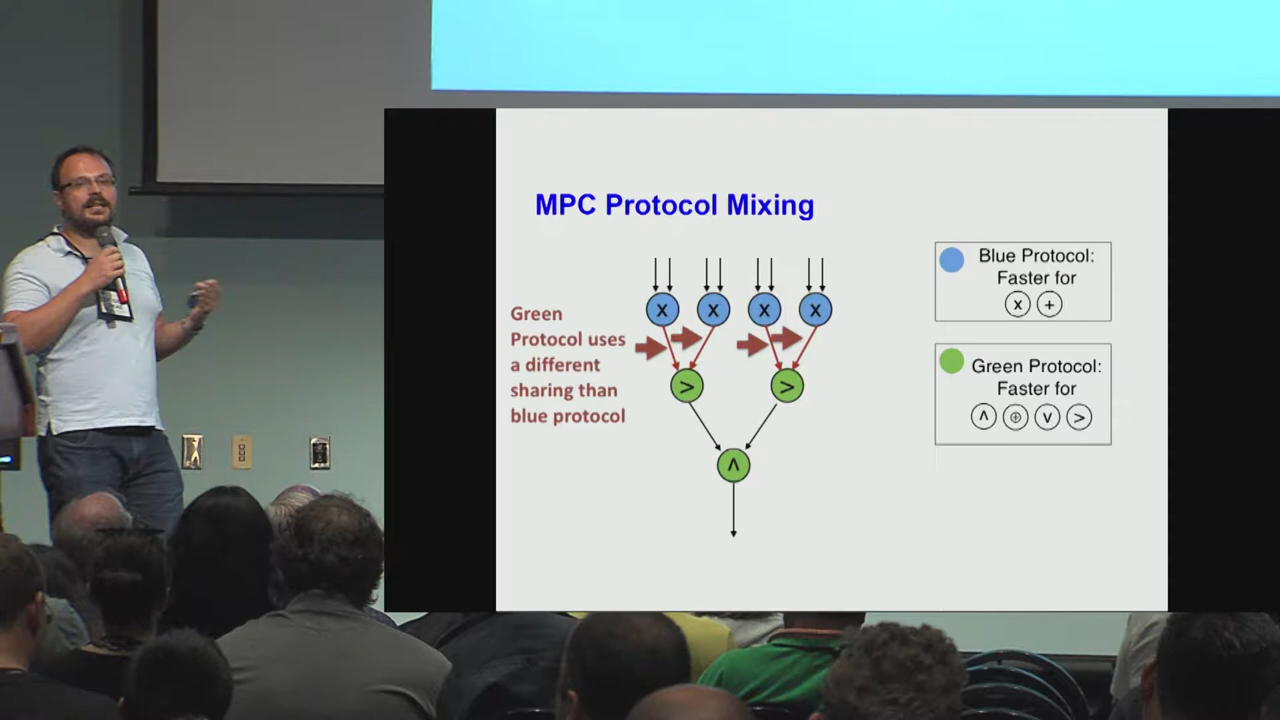 MPC Protocol Mixing
Green
Protocol uses
a different
sharing than
blue protocol
x x x x
> >
^
Blue Protocol:
Faster for
x +
Green Protocol:
Faster for
^ ⊕ v >